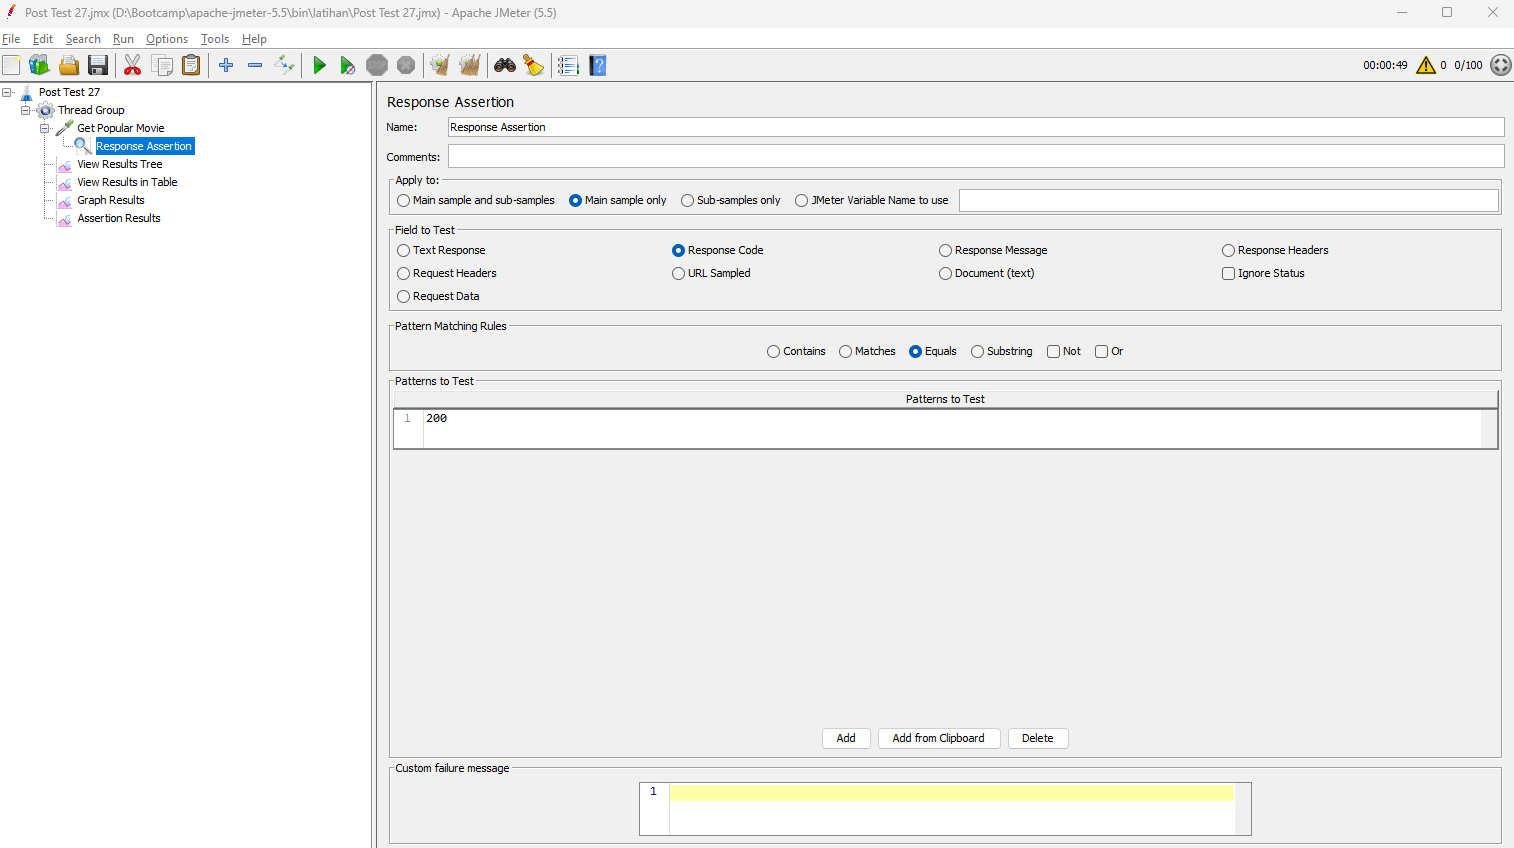 Post Test 27.jmx (D:\Bootcamp\apache-jmeter-5.5\bin\latihan\Post Test 27.jmx) - Apache JMeter (5.5)
File Edit Search Run Options Tools Help
STOP 00:00:49 0 0/100
Post Test 27
Thread Group
Get Popular Movie
Response Assertion
View Results Tree
View Results in Table
Graph Results
Assertion Results
Response Assertion
Name: Response Assertion
Comments:
Apply to:
Main sample and sub-samples Main sample only Sub-samples only JMeter Variable Name to use
Field to Test
Text Response Response Code Response Message Response Headers
Request Headers URL Sampled Document (text) Ignore Status
Request Data
Pattern Matching Rules
Contains Matches Equals Substring Not Or
Patterns to Test
Patterns to Test
1 200
Add Add from Clipboard Delete
Custom failure message
1